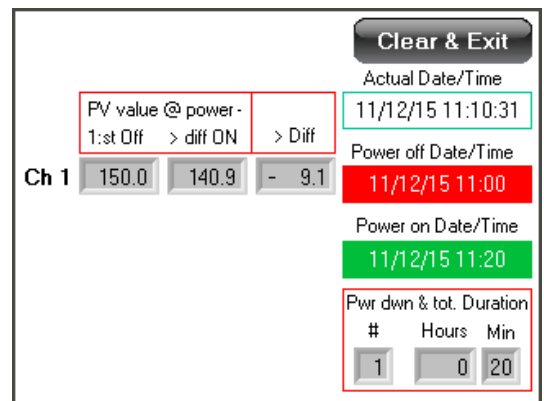 Clear & Exit
Actual Date/Time
11/12/15 11:10:31
PV value @ power-
1:st Off > diff ON > Diff
Ch 1 150.0 140.9 - 9.1
Power off Date/Time
11/12/15 11:00
Power on Date/Time
11/12/15 11:20
Pwr dwn & tot. Duration
# Hours Min
1 0 20